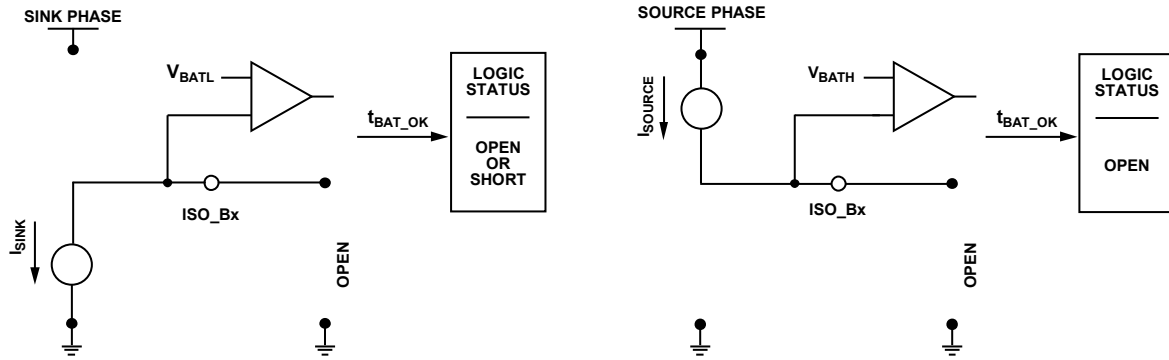 SINK PHASE
V_BATL
I_SINK
ISO_Bx
OPEN
t_BAT_OK
LOGIC
STATUS
OPEN
OR
SHORT
SOURCE PHASE
I_SOURCE
V_BATH
ISO_Bx
OPEN
t_BAT_OK
LOGIC
STATUS
OPEN